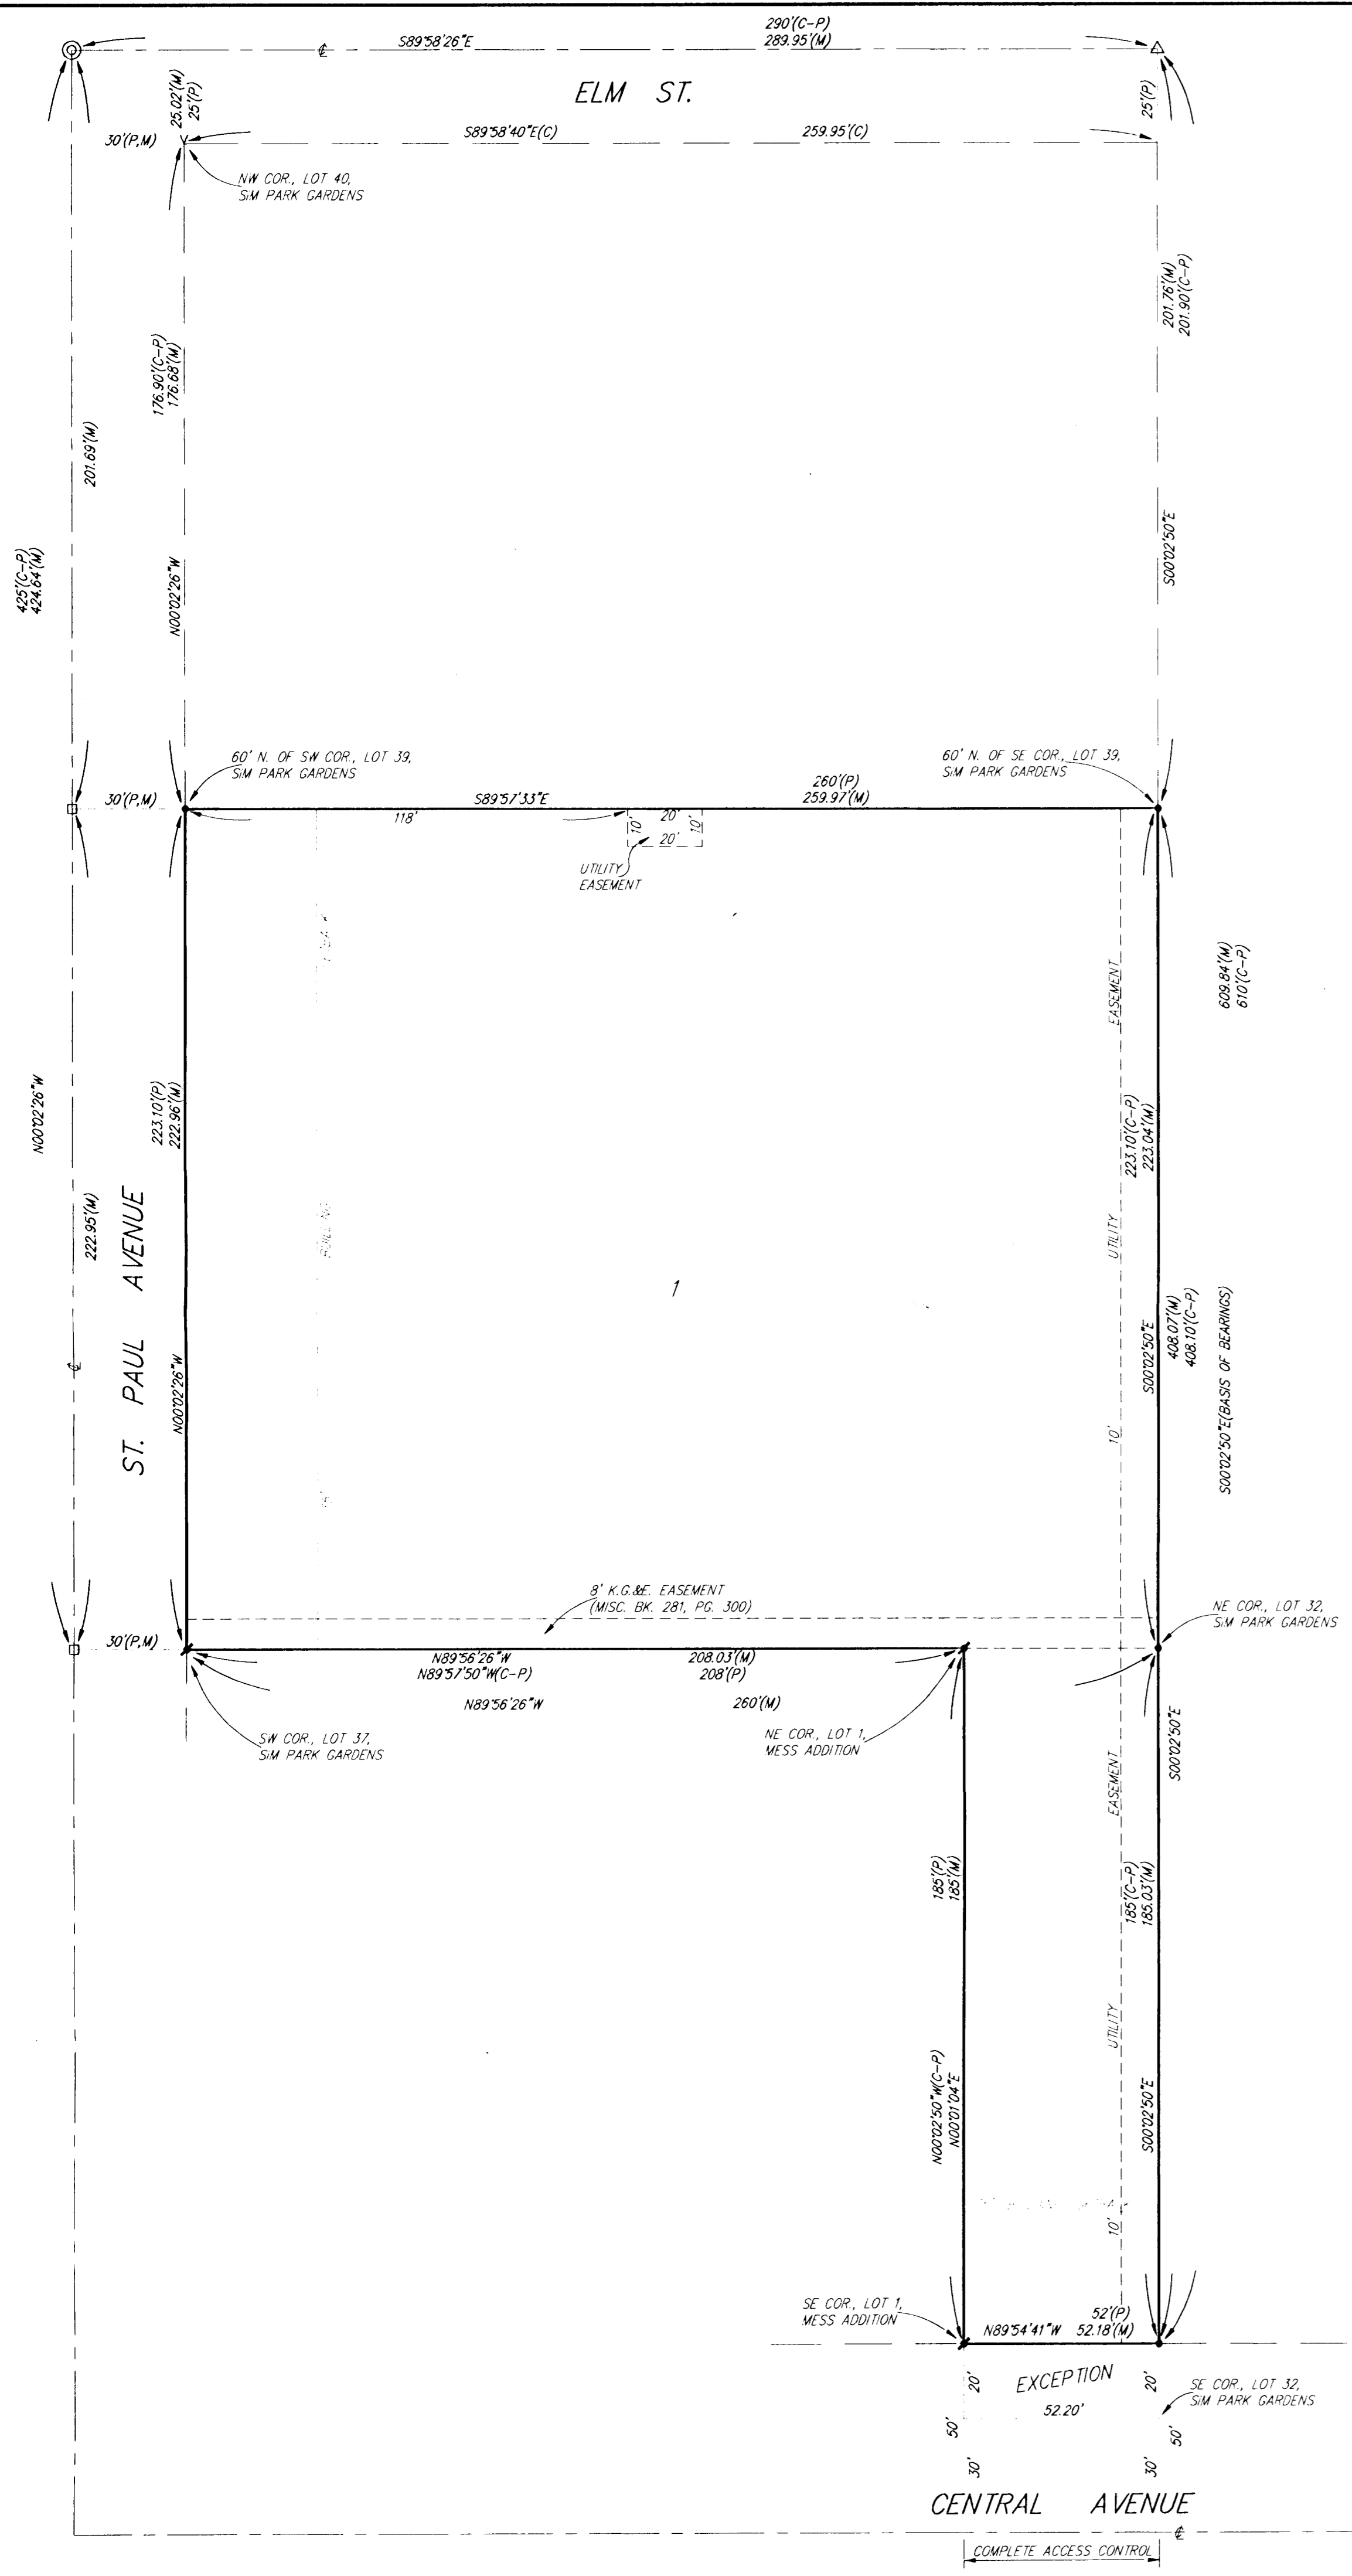 290'(C-P)
S89°58'26"E
289.95'(M)
ELM ST.
25.02'(M)
25'(P)
25'(P)
30'(P,M)
S89°58'40"E(C)
259.95'(C)
NW COR., LOT 40,
SIM PARK GARDENS
201.76'(M)
201.90'(C-P)
176.90'(C-P)
176.68'(M)
201.69'(M)
425'(C-P)
424.64'(M)
N00°02'26"W
S00°02'50"E
60' N. OF SW COR., LOT 39,
SIM PARK GARDENS
60' N. OF SE COR., LOT 39,
SIM PARK GARDENS
30'(P,M)
S89°57'33"E
260'(P)
259.97'(M)
118'
20'
10'
10'
20'
UTILITY
EASEMENT
EASEMENT
609.84'(M)
610'(C-P)
N00°02'26"W
223.10'(P)
222.96'(M)
223.10'(C-P)
223.04'(M)
222.95'(M)
ST. PAUL AVENUE
BUILDING
UTILITY
1
N00°02'26"W
S00°02'50"E
408.07'(M)
408.10'(C-P)
S00°02'50"E(BASIS OF BEARINGS)
10'
8' K.G.&E. EASEMENT
(MISC. BK. 281, PG. 300)
NE COR., LOT 32,
SIM PARK GARDENS
30'(P,M)
N89°56'26"W
208.03'(M)
N89°57'50"W(C-P)
208'(P)
N89°56'26"W
260'(M)
SW COR., LOT 37,
SIM PARK GARDENS
NE COR., LOT 1,
MESS ADDITION
S00°02'50"E
EASEMENT
185'(P)
185'(M)
185'(C-P)
185.03'(M)
UTILITY
N00°02'50"W(C-P)
N00°01'04"E
S00°02'50"E
10'
SE COR., LOT 1,
MESS ADDITION
52'(P)
N89°54'41"W 52.18'(M)
20'
EXCEPTION
20'
52.20'
SE COR., LOT 32,
SIM PARK GARDENS
50'
50'
30'
30'
CENTRAL AVENUE
COMPLETE ACCESS CONTROL